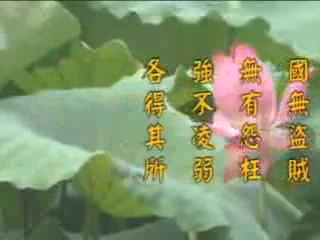 國無盜賊
無有怨枉
強不凌弱
各得其所